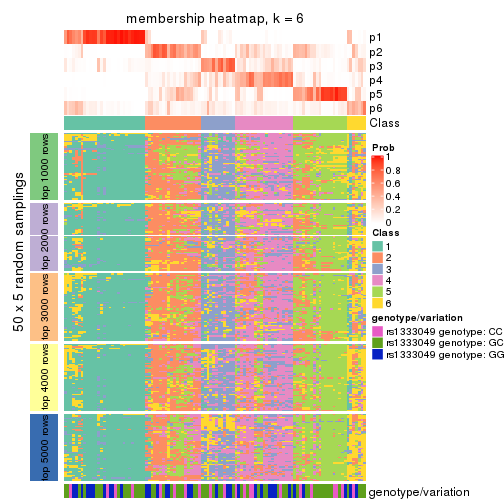 membership heatmap, k = 6
p1
p2
p3
p4
p5
p6
Class
50 x 5 random samplings
top 1000 rows
top 2000 rows
top 3000 rows
top 4000 rows
top 5000 rows
Prob
1
0.8
0.6
0.4
0.2
0
Class
1
2
3
4
5
6
genotype/variation
rs1333049 genotype: CC
rs1333049 genotype: GC
rs1333049 genotype: GG
genotype/variation